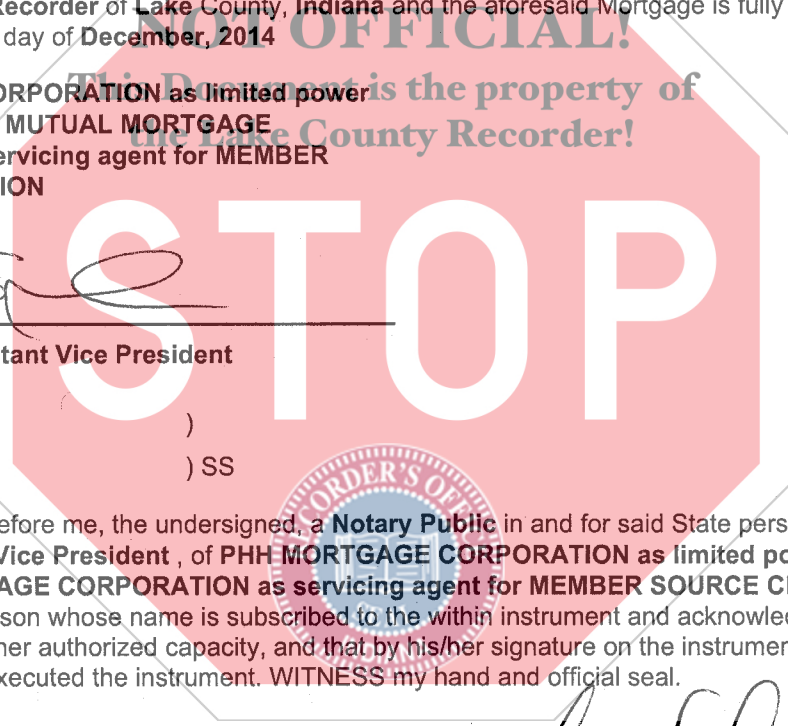 Recorder of Lake County, Indiana and the aforesaid Mortgage is fully
day of December, 2014
NOT OFFICIAL!
This Document is the property of
the Lake County Recorder!
ORPORATION as limited power
MUTUAL MORTGAGE
ervicing agent for MEMBER
ION
STOP
tant Vice President
)
) SS
CORDER'S OF
efore me, the undersigned, a Notary Public in and for said State pers
Vice President , of PHH MORTGAGE CORPORATION as limited po
AGE CORPORATION as servicing agent for MEMBER SOURCE C
son whose name is subscribed to the within instrument and acknowle
her authorized capacity, and that by his/her signature on the instrumen
xecuted the instrument. WITNESS my hand and official seal.